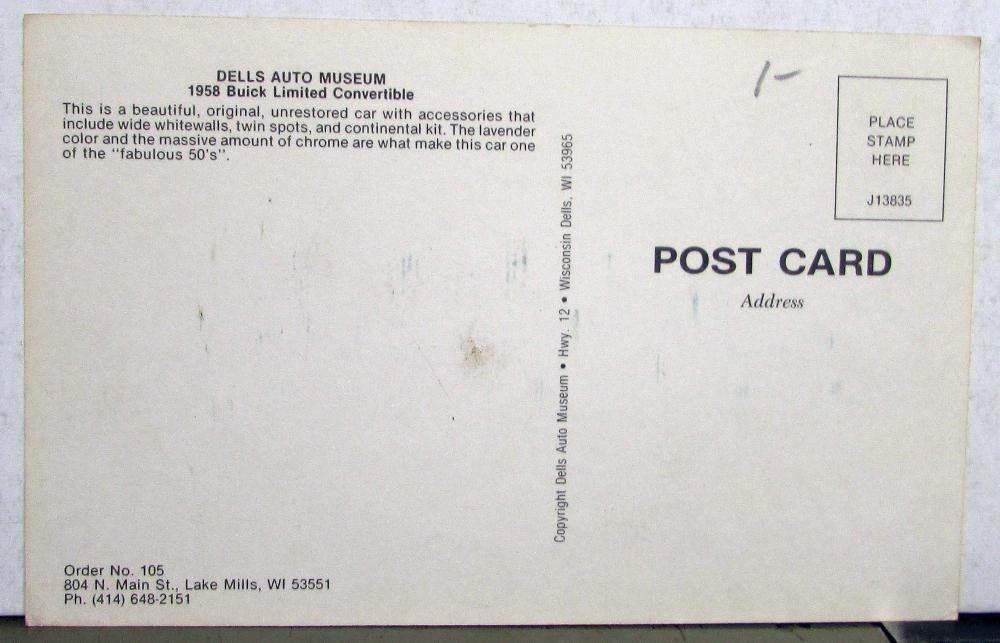 DELLS AUTO MUSEUM
1958 Buick Limited Convertible
This is a beautiful, original, unrestored car with accessories that
include wide whitewalls, twin spots, and continental kit. The lavender
color and the massive amount of chrome are what make this car one
of the "fabulous 50's".
Order No. 105
804 N. Main St., Lake Mills, WI 53551
Ph. (414) 648-2151
Copyright Dells Auto Museum • Hwy. 12 • Wisconsin Dells, WI 53965
1-
PLACE
STAMP
HERE
J13835
POST CARD
Address